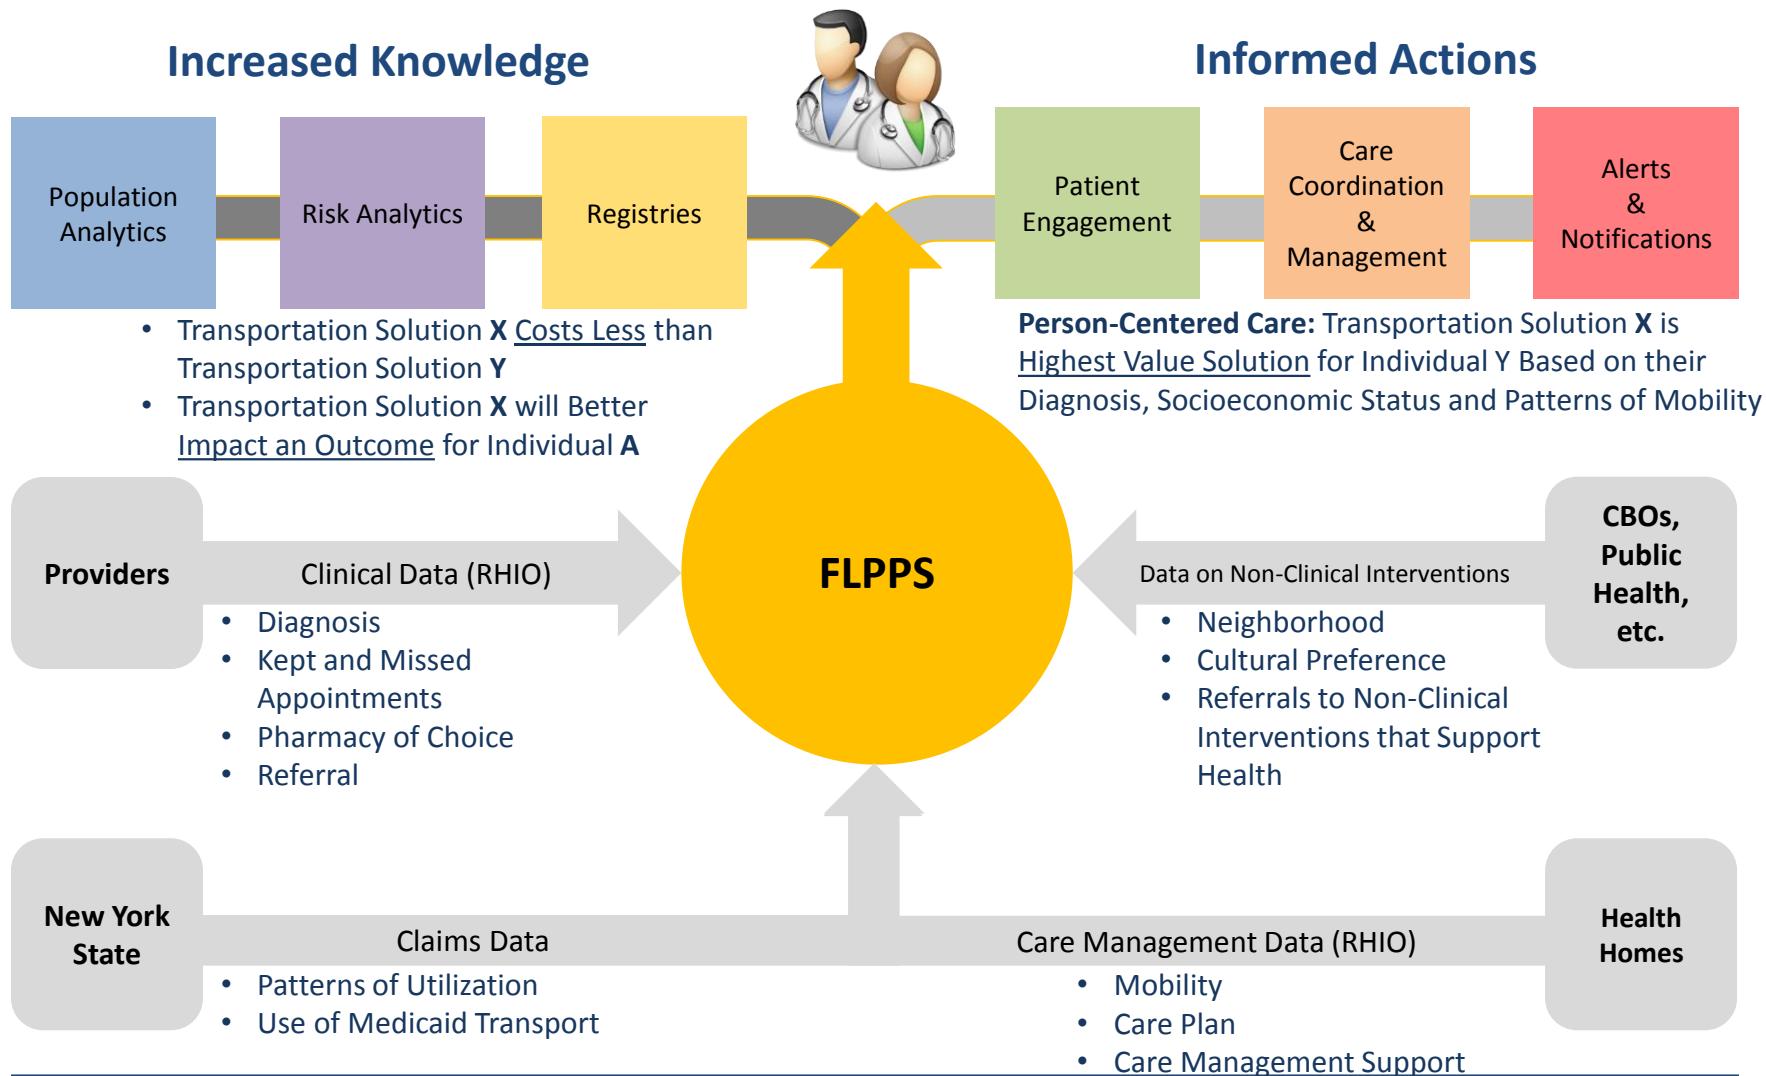 Increased Knowledge
Informed Actions
Population
Analytics
Risk Analytics
Registries
Patient
Engagement
Care
Coordination
&
Management
Alerts
&
Notifications
• Transportation Solution X Costs Less than
Transportation Solution Y
• Transportation Solution X will Better
Impact an Outcome for Individual A
Person-Centered Care: Transportation Solution X is
Highest Value Solution for Individual Y Based on their
Diagnosis, Socioeconomic Status and Patterns of Mobility
Providers
Clinical Data (RHIO)
• Diagnosis
• Kept and Missed
Appointments
• Pharmacy of Choice
• Referral
FLPPS
Data on Non-Clinical Interventions
CBOs,
Public
Health,
etc.
• Neighborhood
• Cultural Preference
• Referrals to Non-Clinical
Interventions that Support
Health
New York
State
Claims Data
• Patterns of Utilization
• Use of Medicaid Transport
Care Management Data (RHIO)
Health
Homes
• Mobility
• Care Plan
• Care Management Support